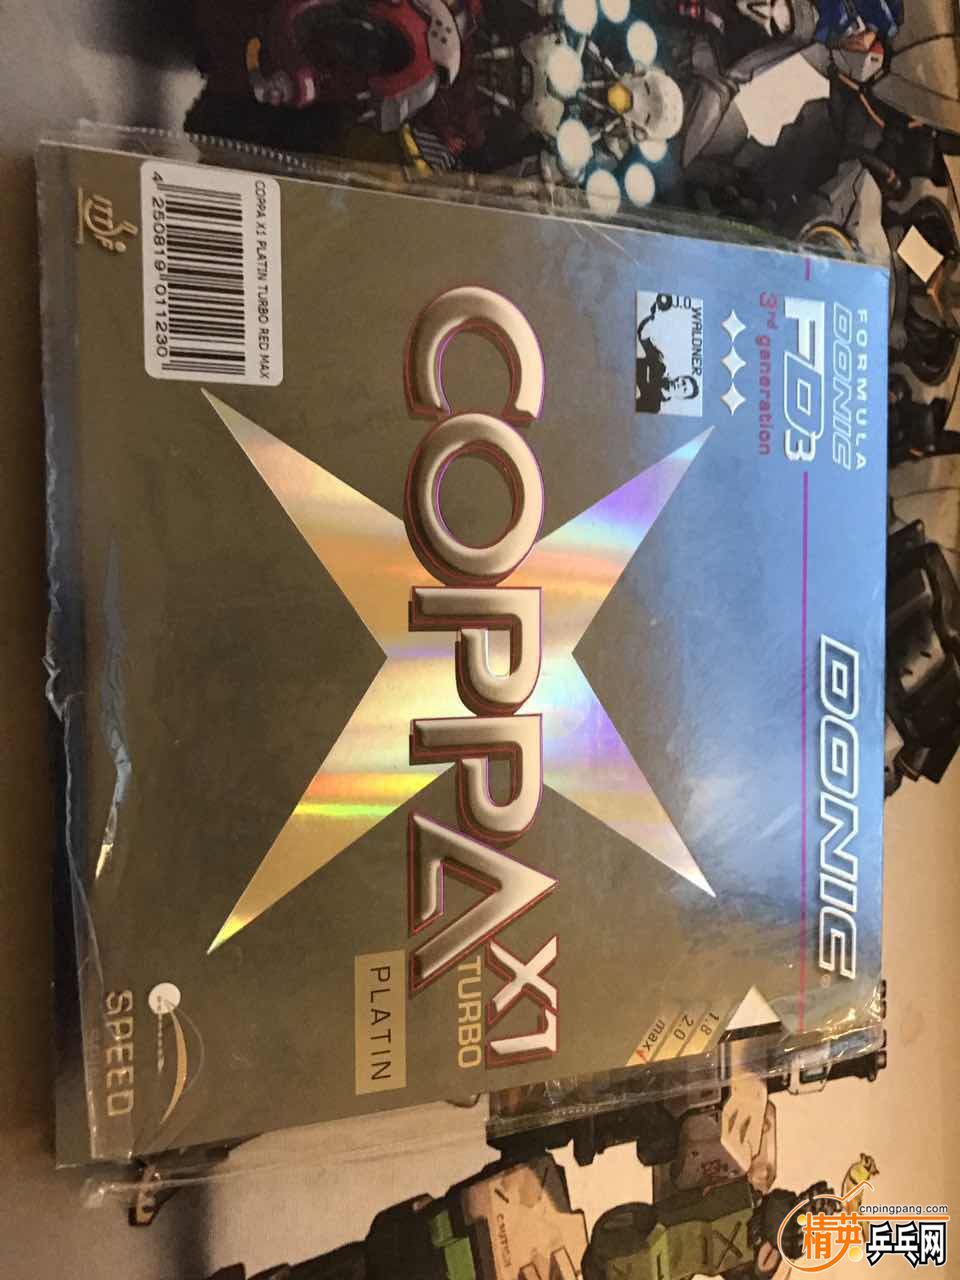 FORMULA
DONIC
FD3
3rd generation
DONIC
J.O. WALDNER
1.8
2.0
max
COPPA X1
TURBO
PLATIN
ITTF
COPPA X1 PLATIN TURBO RED MAX
4 250819 011230
SPEED
cnpingpang.com
精英乒乓网